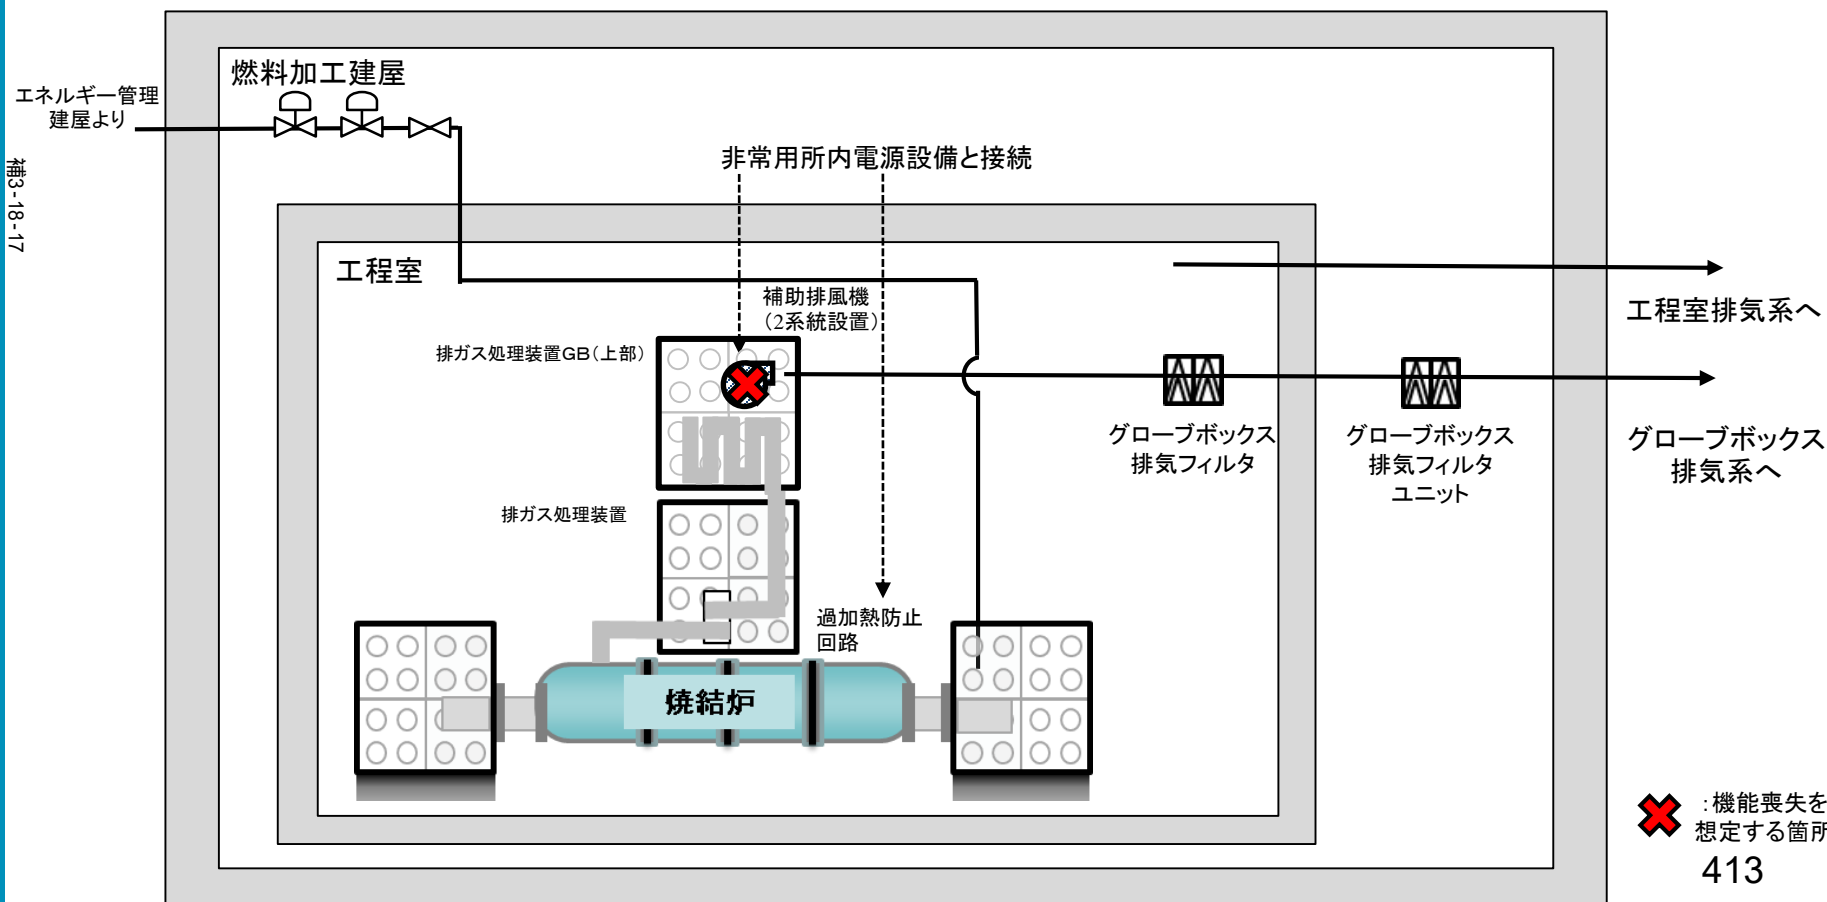 燃料加工建屋
エネルギー管理
建屋より
補3-18-17
非常用所内電源設備と接続
工程室
補助排風機
（2系統設置）
排ガス処理装置GB（上部）
工程室排気系へ
グローブボックス
排気フィルタ
グローブボックス
排気フィルタ
ユニット
グローブボックス
排気系へ
排ガス処理装置
過加熱防止
回路
焼結炉
:機能喪失を
想定する箇所
413